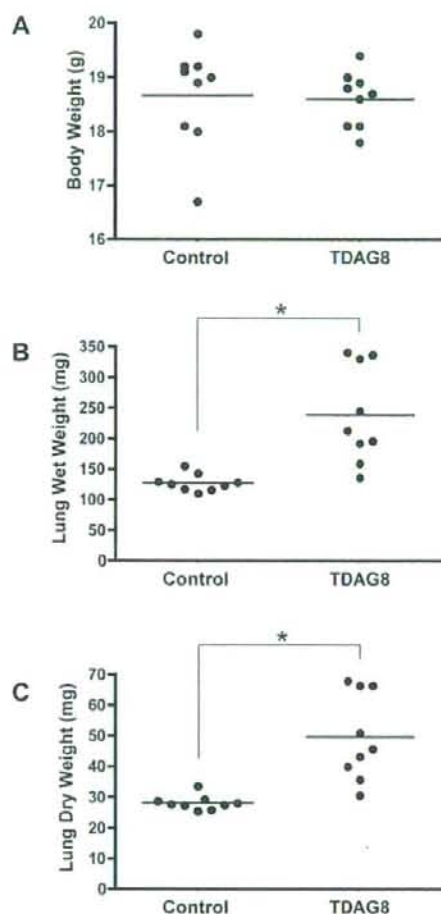 A
Body Weight (g)
20
19
18
17
16
Control TDAG8
B
*
Lung Wet Weight (mg)
350
300
250
200
150
100
50
0
Control TDAG8
C
*
Lung Dry Weight (mg)
70
60
50
40
30
20
10
0
Control TDAG8